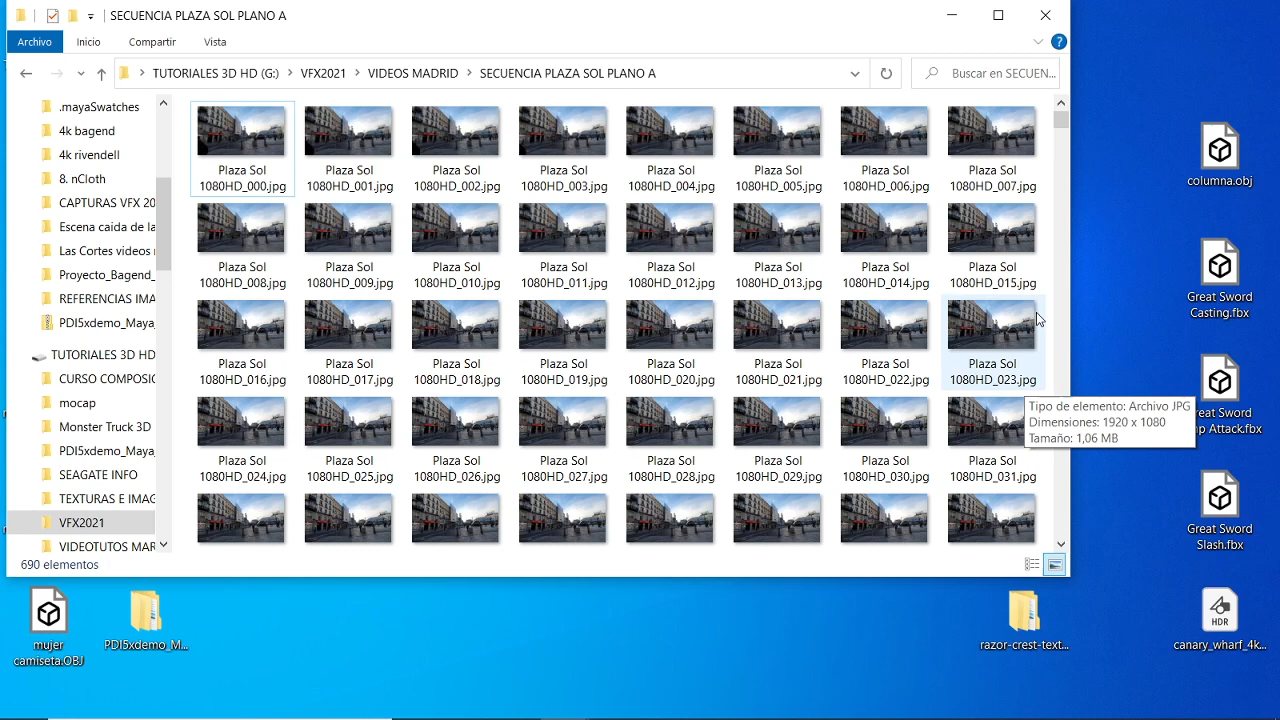 SECUENCIA PLAZA SOL PLANO A
Archivo Inicio Compartir Vista
TUTORIALES 3D HD (G:) VFX2021 VIDEOS MADRID SECUENCIA PLAZA SOL PLANO A
Buscar en SECUEN...
.mayaSwatches
4k bagend
4k rivendell
8. nCloth
CAPTURAS VFX 20
Escena caída de la
Las Cortes videos
Proyecto_Bagend_
REFERENCIAS IMA
PDI5xdemo_Maya_
TUTORIALES 3D HD
CURSO COMPOSIC
mocap
Monster Truck 3D
PDI5xdemo_Maya_
SEAGATE INFO
TEXTURAS E IMAG
VFX2021
VIDEOTUTOS MAR
Plaza Sol Plaza Sol Plaza Sol Plaza Sol Plaza Sol Plaza Sol Plaza Sol Plaza Sol
1080HD_000.jpg 1080HD_001.jpg 1080HD_002.jpg 1080HD_003.jpg 1080HD_004.jpg 1080HD_005.jpg 1080HD_006.jpg 1080HD_007.jpg
Plaza Sol Plaza Sol Plaza Sol Plaza Sol Plaza Sol Plaza Sol Plaza Sol Plaza Sol
1080HD_008.jpg 1080HD_009.jpg 1080HD_010.jpg 1080HD_011.jpg 1080HD_012.jpg 1080HD_013.jpg 1080HD_014.jpg 1080HD_015.jpg
Plaza Sol Plaza Sol Plaza Sol Plaza Sol Plaza Sol Plaza Sol Plaza Sol Plaza Sol
1080HD_016.jpg 1080HD_017.jpg 1080HD_018.jpg 1080HD_019.jpg 1080HD_020.jpg 1080HD_021.jpg 1080HD_022.jpg 1080HD_023.jpg
Plaza Sol Plaza Sol Plaza Sol Plaza Sol Plaza Sol Plaza Sol Plaza Sol Plaza Sol
1080HD_024.jpg 1080HD_025.jpg 1080HD_026.jpg 1080HD_027.jpg 1080HD_028.jpg 1080HD_029.jpg 1080HD_030.jpg 1080HD_031.jpg
Tipo de elemento: Archivo JPG
Dimensiones: 1920 x 1080
Tamaño: 1,06 MB
690 elementos
columna.obj
Great Sword
Casting.fbx
reat Sword
np Attack.fbx
Great Sword
Slash.fbx
HDR
canary_wharf_4k...
razor-crest-text...
mujer
camiseta.OBJ
PDI5xdemo_M...